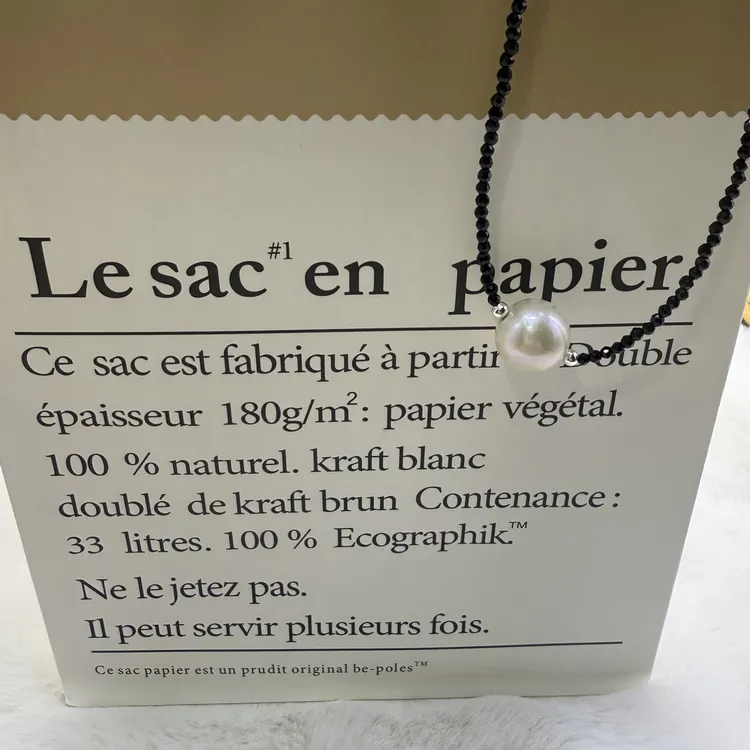 Le sac #1 en papier
Ce sac est fabriqué à partir Double
épaisseur 180g/m²: papier végétal.
100 % naturel. kraft blanc
doublé de kraft brun Contenance :
33 litres. 100 % Ecographik.™
Ne le jetez pas.
Il peut servir plusieurs fois.
Ce sac papier est un prudit original be-poles™